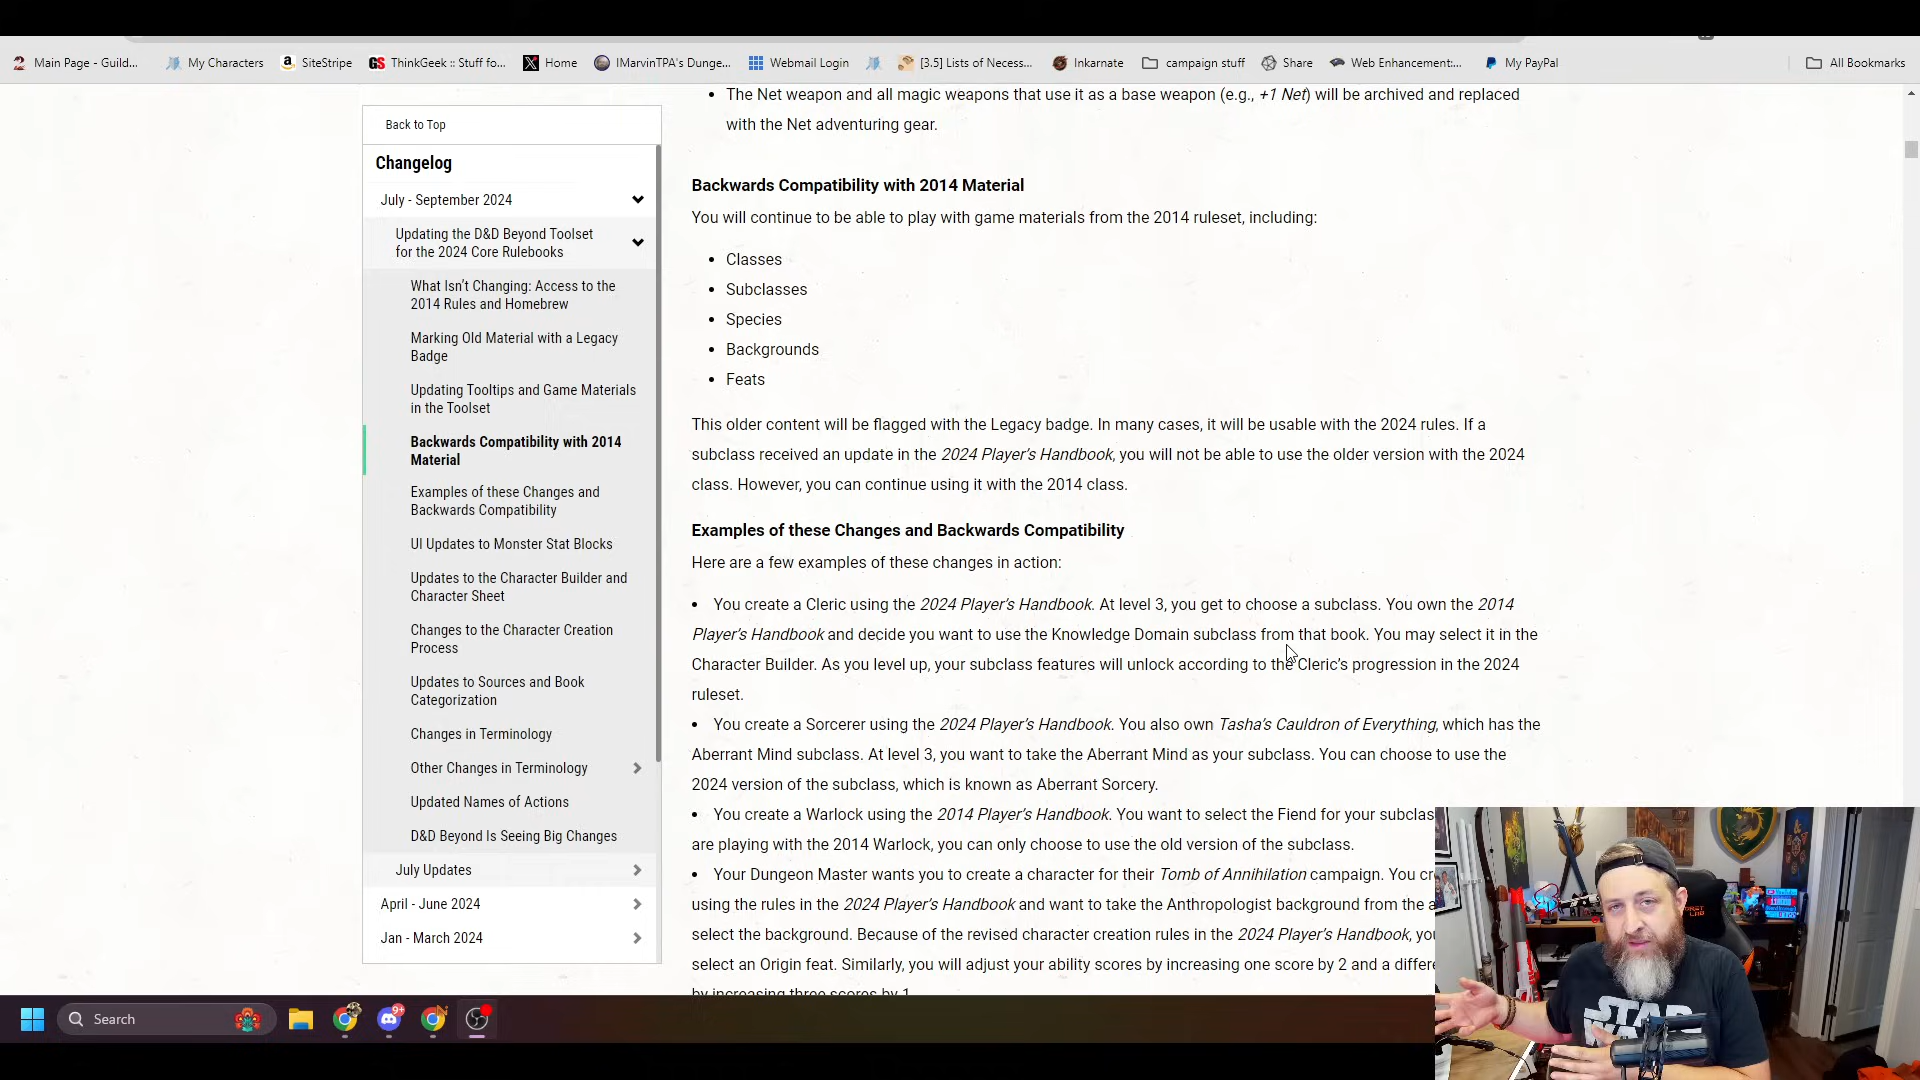 Main Page - Guild...
My Characters
SiteStripe
ThinkGeek :: Stuff fo...
Home
IMarvinTPA's Dunge...
Webmail Login
[3.5] Lists of Necess...
Inkarnate
campaign stuff
Share
Web Enhancement:...
My PayPal
All Bookmarks
Back to Top
Changelog
July - September 2024
Updating the D&D Beyond Toolset
for the 2024 Core Rulebooks
What Isn't Changing: Access to the
2014 Rules and Homebrew
Marking Old Material with a Legacy
Badge
Updating Tooltips and Game Materials
in the Toolset
Backwards Compatibility with 2014
Material
Examples of these Changes and
Backwards Compatibility
UI Updates to Monster Stat Blocks
Updates to the Character Builder and
Character Sheet
Changes to the Character Creation
Process
Updates to Sources and Book
Categorization
Changes in Terminology
Other Changes in Terminology
Updated Names of Actions
D&D Beyond Is Seeing Big Changes
July Updates
April - June 2024
Jan - March 2024
• The Net weapon and all magic weapons that use it as a base weapon (e.g., +1 Net) will be archived and replaced
with the Net adventuring gear.
Backwards Compatibility with 2014 Material
You will continue to be able to play with game materials from the 2014 ruleset, including:
• Classes
• Subclasses
• Species
• Backgrounds
• Feats
This older content will be flagged with the Legacy badge. In many cases, it will be usable with the 2024 rules. If a
subclass received an update in the 2024 Player's Handbook, you will not be able to use the older version with the 2024
class. However, you can continue using it with the 2014 class.
Examples of these Changes and Backwards Compatibility
Here are a few examples of these changes in action:
• You create a Cleric using the 2024 Player's Handbook. At level 3, you get to choose a subclass. You own the 2014
Player's Handbook and decide you want to use the Knowledge Domain subclass from that book. You may select it in the
Character Builder. As you level up, your subclass features will unlock according to the Cleric's progression in the 2024
ruleset.
• You create a Sorcerer using the 2024 Player's Handbook. You also own Tasha's Cauldron of Everything, which has the
Aberrant Mind subclass. At level 3, you want to take the Aberrant Mind as your subclass. You can choose to use the
2024 version of the subclass, which is known as Aberrant Sorcery.
• You create a Warlock using the 2014 Player's Handbook. You want to select the Fiend for your subclas
are playing with the 2014 Warlock, you can only choose to use the old version of the subclass.
• Your Dungeon Master wants you to create a character for their Tomb of Annihilation campaign. You cr
using the rules in the 2024 Player's Handbook and want to take the Anthropologist background from the a
select the background. Because of the revised character creation rules in the 2024 Player's Handbook, you
select an Origin feat. Similarly, you will adjust your ability scores by increasing one score by 2 and a differe
by increasing three scores by 1
Search
9+
STAR